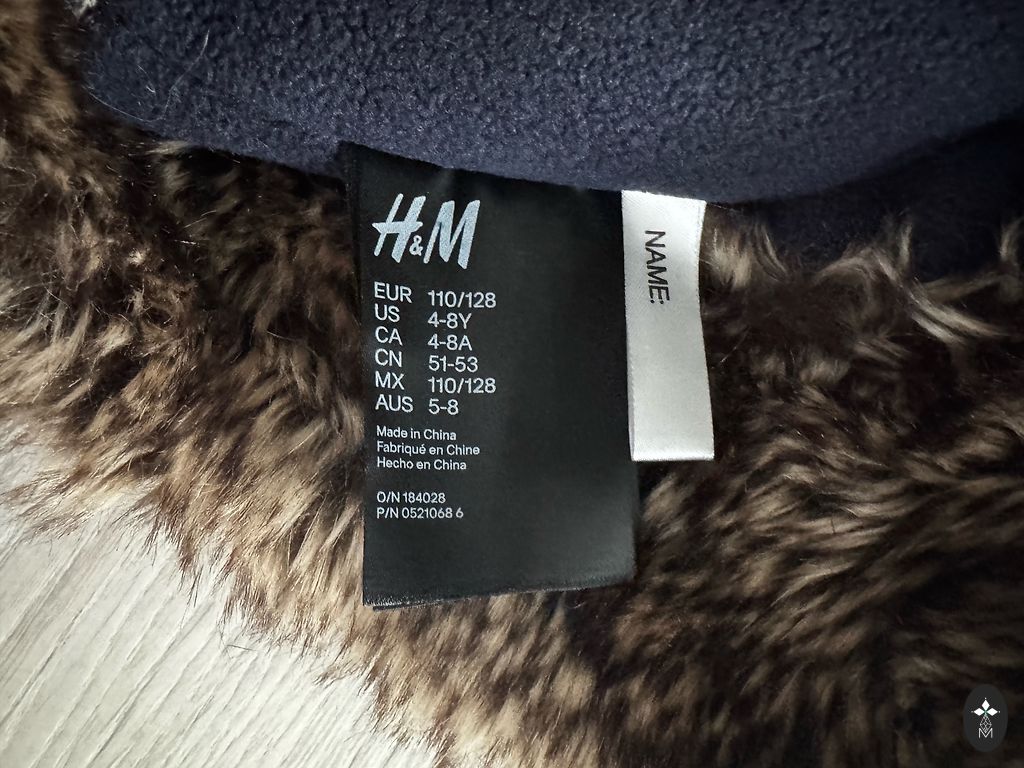 H&M
EUR 110/128
US 4-8Y
CA 4-8A
CN 51-53
MX 110/128
AUS 5-8
Made in China
Fabriqué en Chine
Hecho en China
O/N 184028
P/N 0521068 6
NAME:
M